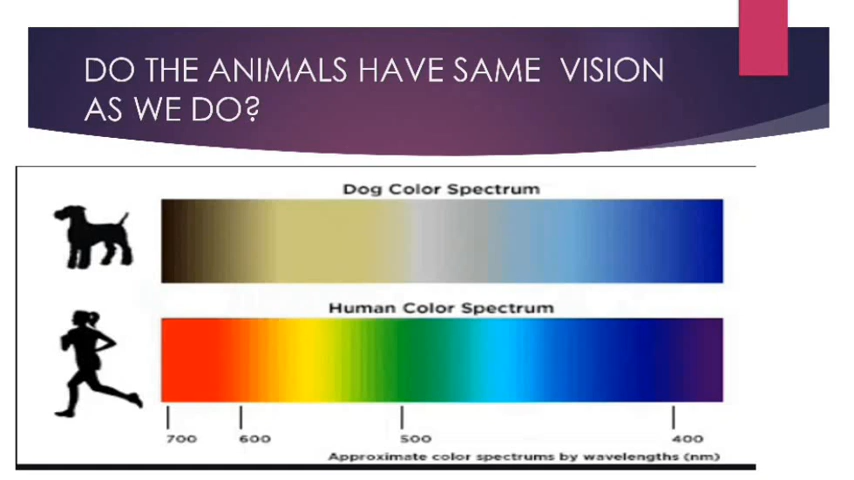 DO THE ANIMALS HAVE SAME VISION
AS WE DO?
Dog Color Spectrum
Human Color Spectrum
700 600 500 400
Approximate color spectrums by wavelengths (nm)